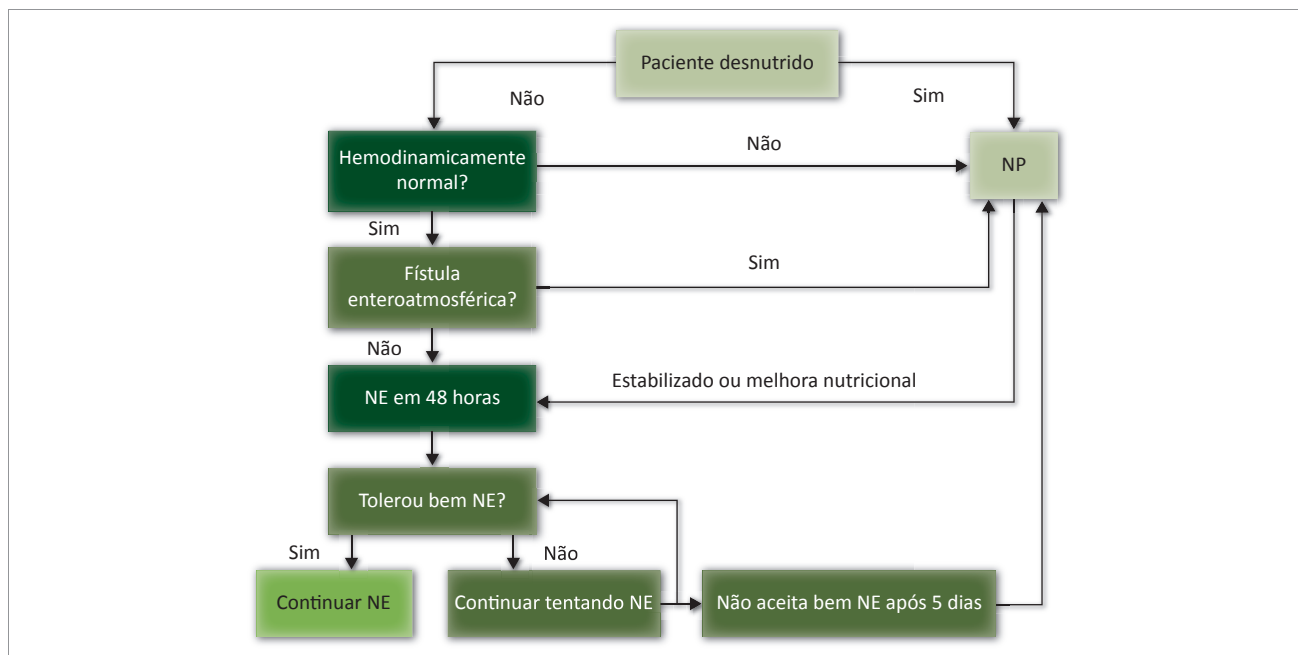 Paciente desnutrido
Não
Sim
Hemodinamicamente
normal?
Não
NP
Sim
Fístula
enteroatmosférica?
Sim
Não
NE em 48 horas
Estabilizado ou melhora nutricional
Tolerou bem NE?
Sim
Não
Continuar NE
Continuar tentando NE
Não aceita bem NE após 5 dias